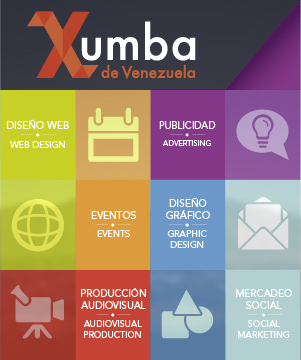 Xumba
de Venezuela
DISEÑO WEB
WEB DESIGN
PUBLICIDAD
ADVERTISING
EVENTOS
EVENTS
DISEÑO
GRÁFICO
GRAPHIC
DESIGN
PRODUCCIÓN
AUDIOVISUAL
AUDIOVISUAL
PRODUCTION
MERCADEO
SOCIAL
SOCIAL
MARKETING